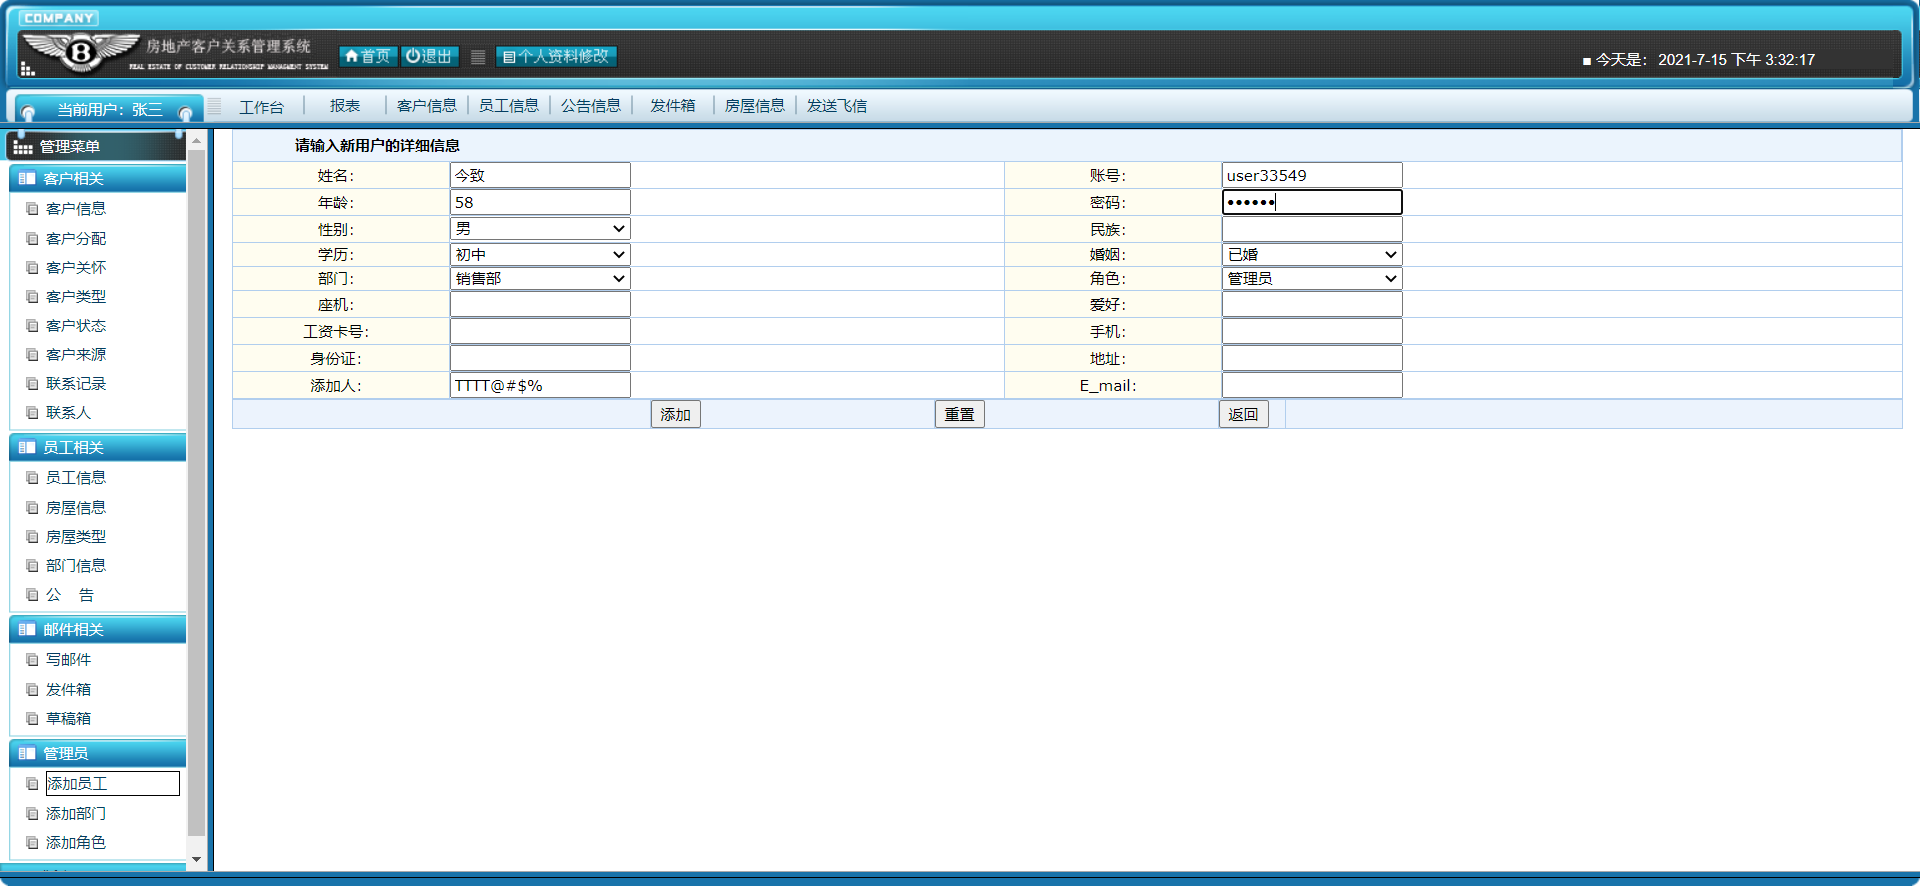 COMPANY
房地产客户关系管理系统
REAL ESTATE OF CUSTOMER RELATIONSHIP MANAGMENT SYSTEM
首页 退出 个人资料修改
■ 今天是： 2021-7-15 下午 3:32:17
当前用户：张三
工作台 报表 客户信息 员工信息 公告信息 发件箱 房屋信息 发送飞信
管理菜单
客户相关
客户信息
客户分配
客户关怀
客户类型
客户状态
客户来源
联系记录
联系人
员工相关
员工信息
房屋信息
房屋类型
部门信息
公 告
邮件相关
写邮件
发件箱
草稿箱
管理员
添加员工
添加部门
添加角色
请输入新用户的详细信息
姓名： 今致 账号： user33549
年龄： 58 密码： ••••••
性别： 男 民族：
学历： 初中 婚姻： 已婚
部门： 销售部 角色： 管理员
座机： 爱好：
工资卡号： 手机：
身份证： 地址：
添加人： TTTT@#$% E_mail：
添加 重置 返回